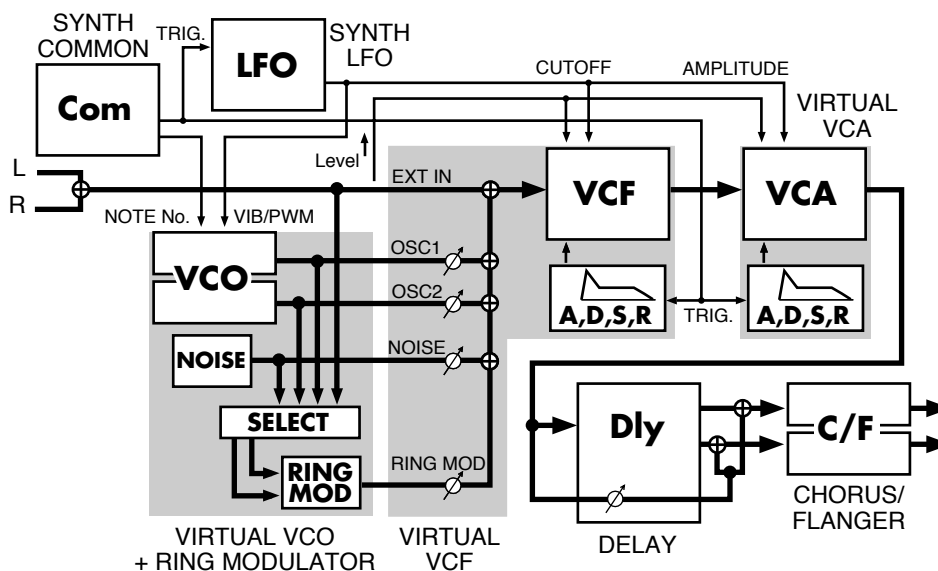 SYNTH
COMMON
TRIG.
LFO
SYNTH
LFO
CUTOFF
AMPLITUDE
Com
VIRTUAL
VCA
Level
L
R
EXT IN
VCF
VCA
NOTE No.
VIB/PWM
VCO
OSC1
OSC2
A,D,S,R
TRIG.
A,D,S,R
NOISE
NOISE
SELECT
Dly
C/F
RING
MOD
RING MOD
CHORUS/
FLANGER
VIRTUAL VCO
+ RING MODULATOR
VIRTUAL
VCF
DELAY